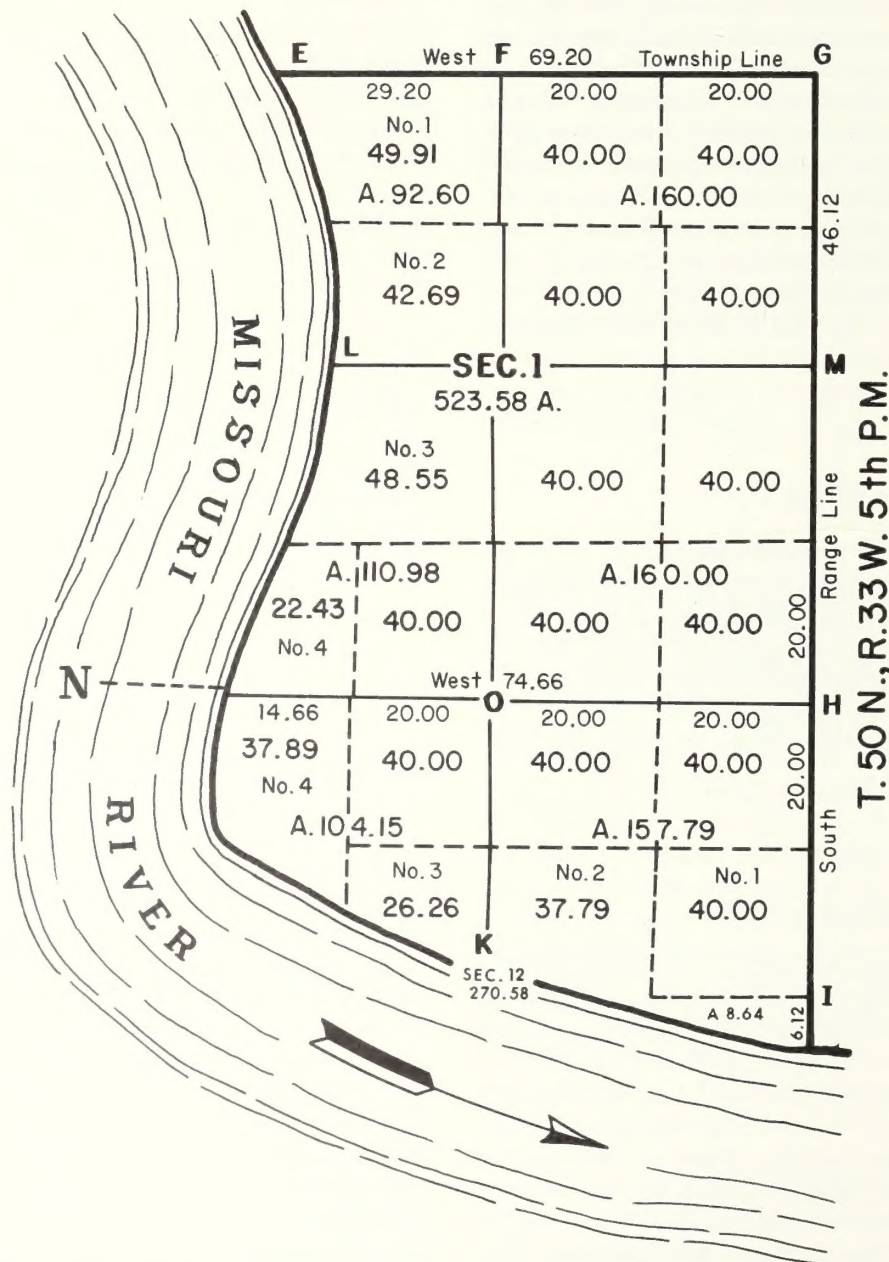 E West F 69.20 Township Line G
29.20 20.00 20.00
No.1
49.91 40.00 40.00
A. 92.60 A. 160.00
46.12
No. 2
42.69 40.00 40.00
L SEC. 1 M
523.58 A.
No. 3
48.55 40.00 40.00
Range Line
A. 110.98 A. 160.00
22.43 40.00 40.00 40.00
No. 4
20.00
MISSOURI
N West 74.66
O H
14.66 20.00 20.00 20.00
37.89 40.00 40.00 40.00
No. 4
20.00
A. 104.15 A. 157.79
South
No. 3 No. 2 No. 1
26.26 37.79 40.00
RIVER
K
SEC. 12
270.58
I
A 8.64
6.12
T. 50 N., R. 33 W. 5th P.M.